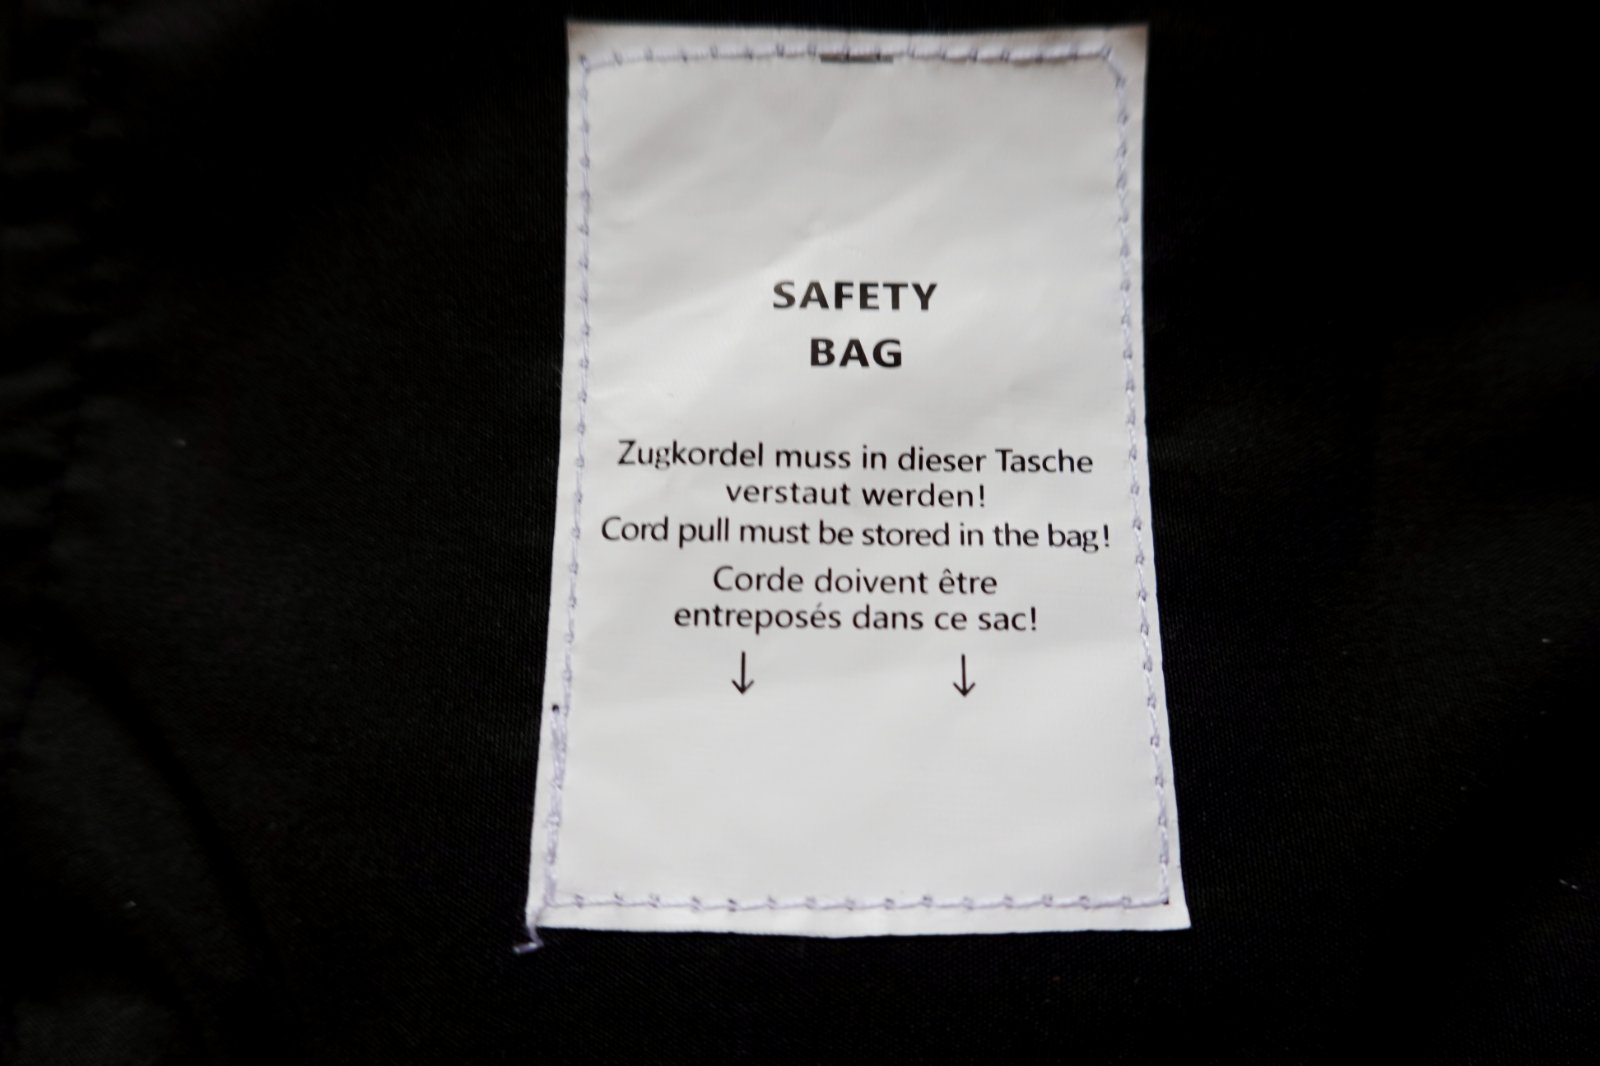 SAFETY
BAG
Zugkordel muss in dieser Tasche
verstaut werden!
Cord pull must be stored in the bag!
Corde doivent être
entreposés dans ce sac!
↓ ↓